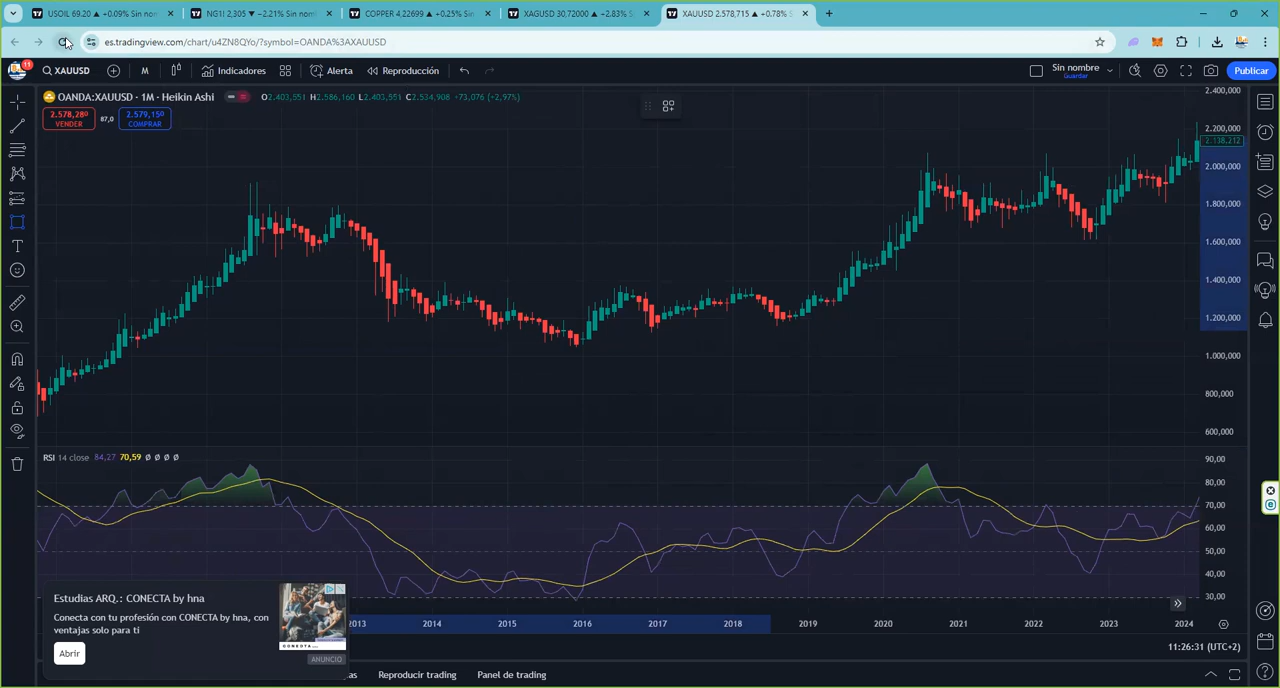 USOIL 69.20 ▲ +0.09% Sin nom
NG1! 2,305 ▼ −2.21% Sin nomb
COPPER 4,22699 ▲ +0.25% Sin
XAGUSD 30,72000 ▲ +2.83% Sin
XAUUSD 2.578,715 ▲ +0.78% S
es.tradingview.com/chart/u4ZN8QYo/?symbol=OANDA%3AXAUUSD
11
XAUUSD
M
Indicadores
Alerta
Reproducción
Sin nombre
Guardar
Publicar
OANDA:XAUUSD · 1M · Heikin Ashi
O2.403,551 H2.586,160 L2.403,551 C2.534,908 +73,076 (+2,97%)
2.578,280
VENDER
87,0
2.579,150
COMPRAR
2.400,000
2.200,000
2.138,212
2.000,000
1.800,000
1.600,000
1.400,000
1.200,000
1.000,000
800,000
600,000
RSI 14 close 84,27 70,59 Ø Ø Ø Ø
90,00
80,00
70,00
60,00
50,00
40,00
30,00
Estudias ARQ.: CONECTA by hna
Conecta con tu profesión con CONECTA by hna, con
ventajas solo para ti
Abrir
CONECTA
ANUNCIO
2013 2014 2015 2016 2017 2018 2019 2020 2021 2022 2023 2024
11:26:31 (UTC+2)
as
Reproducir trading
Panel de trading